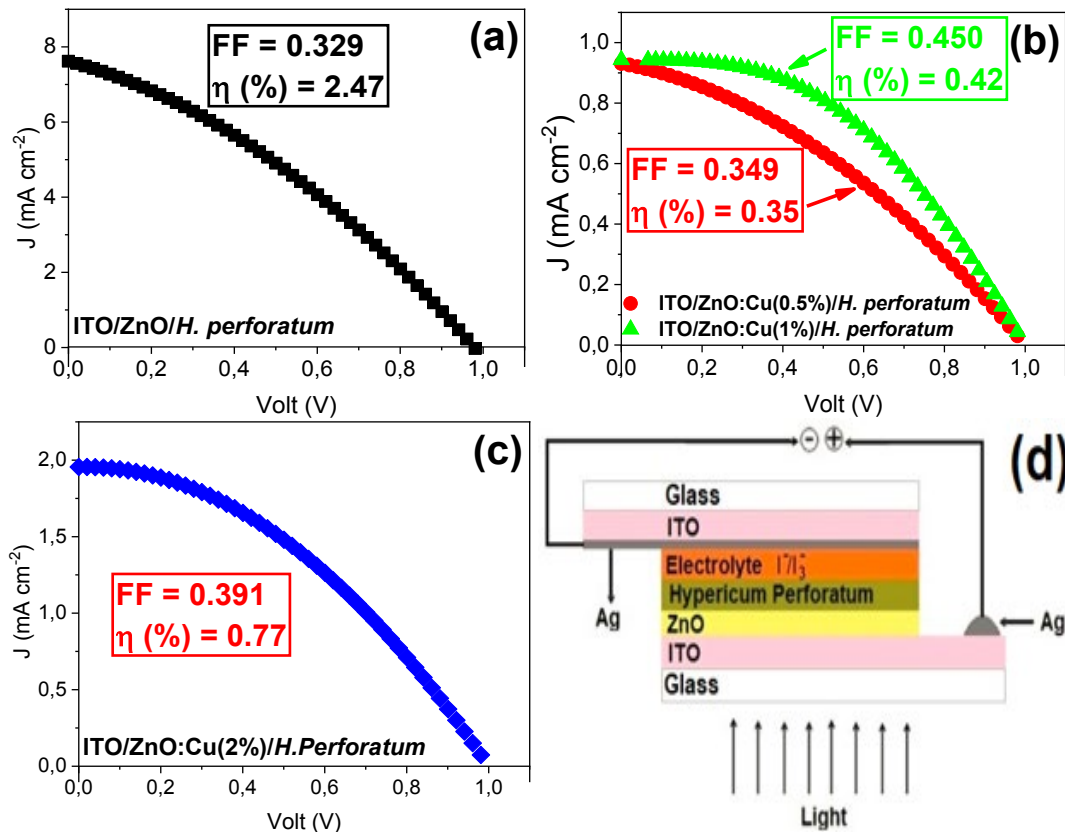 (a)
FF = 0.329
η (%) = 2.47
8
6
4
2
0
J (mA cm⁻²)
ITO/ZnO/H. perforatum
0,0 0,2 0,4 0,6 0,8 1,0
Volt (V)
(b)
FF = 0.450
η (%) = 0.42
FF = 0.349
η (%) = 0.35
1,0
0,8
0,6
0,4
0,2
0,0
J (mA cm⁻²)
ITO/ZnO:Cu(0.5%)/H. perforatum
ITO/ZnO:Cu(1%)/H. perforatum
0,0 0,2 0,4 0,6 0,8 1,0
Volt (V)
(c)
2,0
1,5
1,0
0,5
0,0
J (mA cm⁻²)
FF = 0.391
η (%) = 0.77
ITO/ZnO:Cu(2%)/H.Perforatum
0,0 0,2 0,4 0,6 0,8 1,0
Volt (V)
(d)
- +
Glass
ITO
Electrolyte I⁻/I₃⁻
Hypericum Perforatum
Ag
ZnO
Ag
ITO
Glass
Light